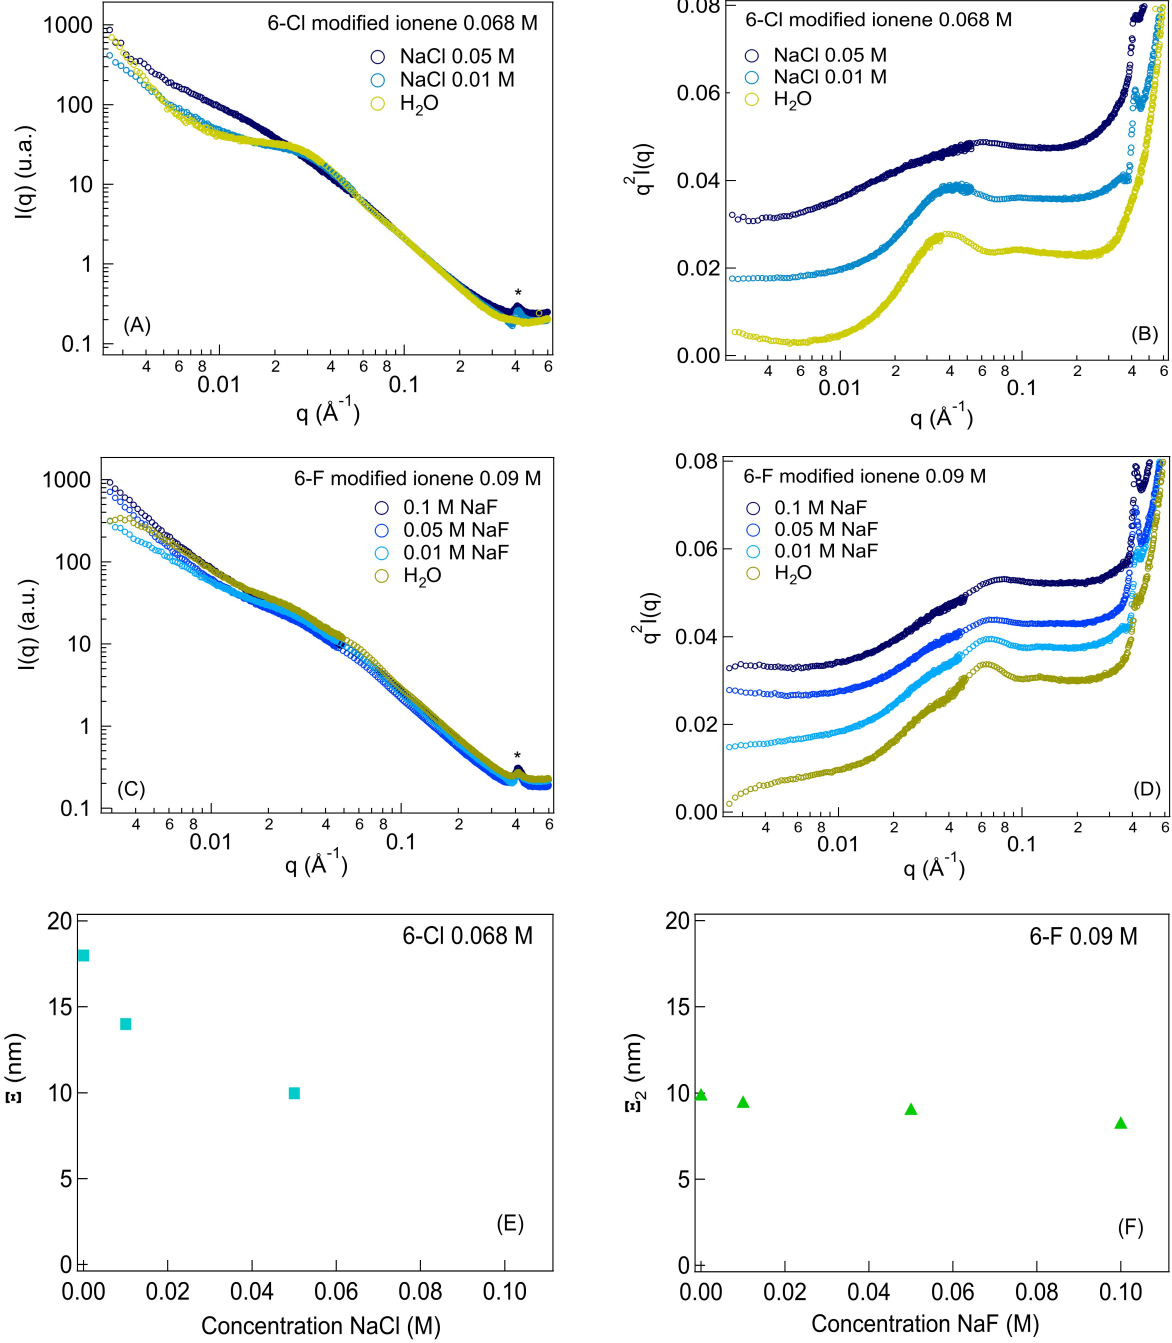 6-Cl modified ionene 0.068 M
NaCl 0.05 M
NaCl 0.01 M
H2O
1000
100
10
1
0.1
I(q) (u.a.)
*
(A)
4 6 8 2 4 6 8 2 4 6
0.01 0.1
q (Å-1)
6-Cl modified ionene 0.068 M
NaCl 0.05 M
NaCl 0.01 M
H2O
0.08
0.06
0.04
0.02
0.00
q2I(q)
(B)
4 6 8 2 4 6 8 2 4 6
0.01 0.1
q (Å-1)
6-F modified ionene 0.09 M
0.1 M NaF
0.05 M NaF
0.01 M NaF
H2O
1000
100
10
1
0.1
I(q) (a.u.)
*
(C)
4 6 8 2 4 6 8 2 4 6
0.01 0.1
q (Å-1)
6-F modified ionene 0.09 M
0.1 M NaF
0.05 M NaF
0.01 M NaF
H2O
0.08
0.06
0.04
0.02
0.00
q2I(q)
(D)
4 6 8 2 4 6 8 2 4 6
0.01 0.1
q (Å-1)
6-Cl 0.068 M
20
15
10
5
0
Ξ (nm)
(E)
0.00 0.02 0.04 0.06 0.08 0.10
Concentration NaCl (M)
6-F 0.09 M
20
15
10
5
0
Ξ2 (nm)
(F)
0.00 0.02 0.04 0.06 0.08 0.10
Concentration NaF (M)